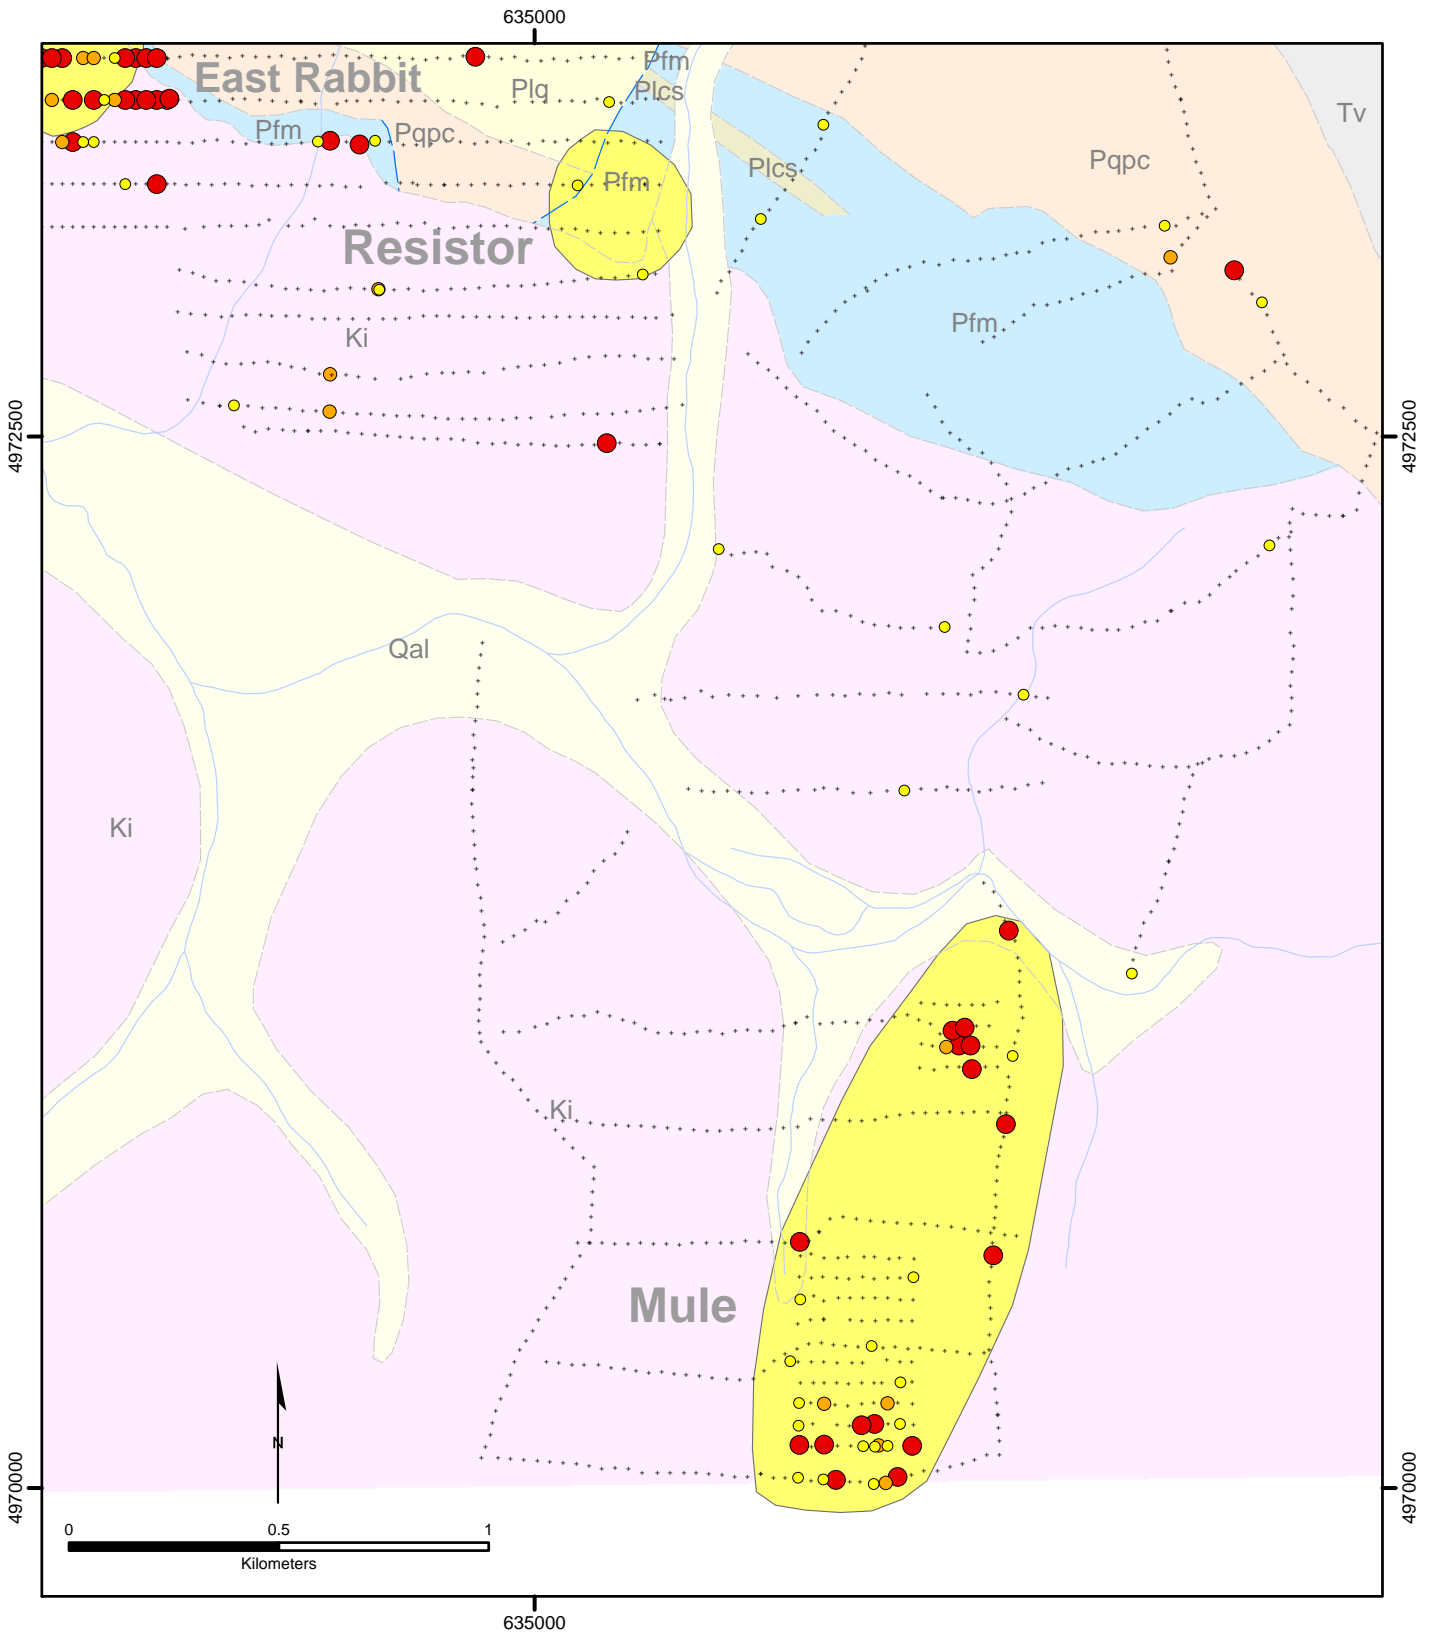 635000
Pfm
East Rabbit
Plq
Plcs
Tv
Pfm
Pqpc
Pqpc
Plcs
Pfm
Resistor
Pfm
Ki
4972500
4972500
Qal
Ki
Ki
Mule
N
4970000
4970000
0 0.5 1
Kilometers
635000